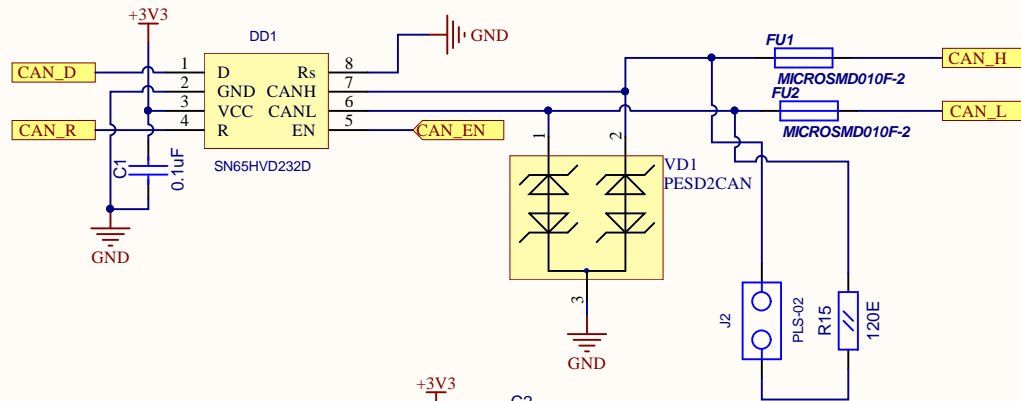 +3V3
DD1
GND
CAN_D
1
D
Rs
8
2
GND
CANH
7
3
VCC
CANL
6
CAN_R
4
R
EN
5
CAN_EN
SN65HVD232D
C1
0.1uF
GND
FU1
MICROSMD010F-2
CAN_H
FU2
MICROSMD010F-2
CAN_L
1
2
VD1
PESD2CAN
3
GND
J2
PLS-02
R15
120E
+3V3